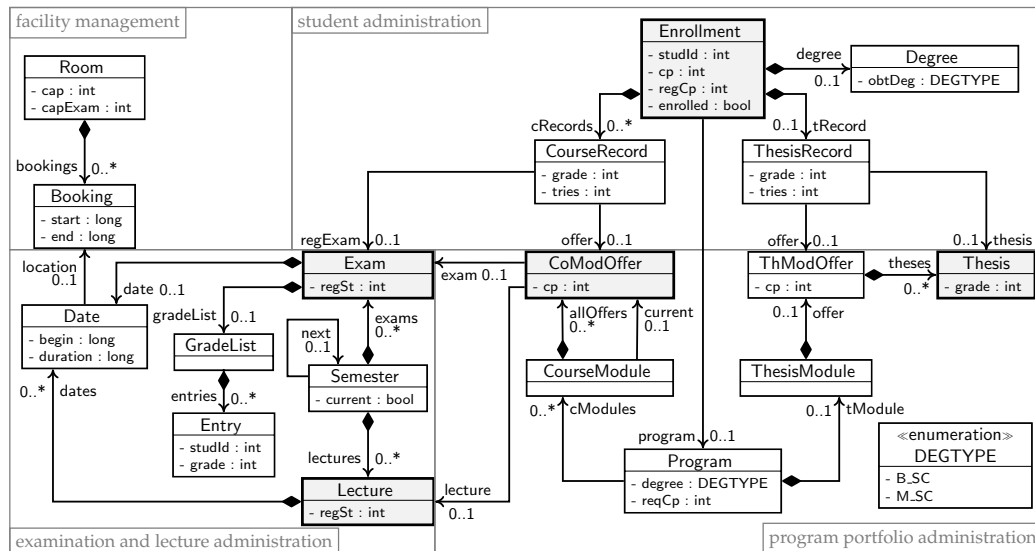 facility management
student administration
Room
- cap : int
- capExam : int
bookings
0..*
Booking
- start : long
- end : long
Enrollment
- studId : int
- cp : int
- regCp : int
- enrolled : bool
degree
0..1
Degree
- obtDeg : DEGTYPE
cRecords
0..*
0..1
tRecord
CourseRecord
- grade : int
- tries : int
ThesisRecord
- grade : int
- tries : int
regExam
0..1
offer
0..1
offer
0..1
0..1
thesis
location
0..1
Exam
- regSt : int
exam 0..1
CoModOffer
- cp : int
ThModOffer
- cp : int
theses
0..*
Thesis
- grade : int
date
0..1
gradeList
0..1
exams
0..*
allOffers
0..*
current
0..1
offer
0..1
Date
- begin : long
- duration : long
GradeList
next
0..1
Semester
- current : bool
CourseModule
ThesisModule
0..*
dates
entries
0..*
0..*
cModules
0..1
tModule
Entry
- studId : int
- grade : int
lectures
0..*
program
0..1
Program
- degree : DEGTYPE
- reqCp : int
≪enumeration≫
DEGTYPE
- B_SC
- M_SC
Lecture
- regSt : int
lecture
0..1
examination and lecture administration
program portfolio administration